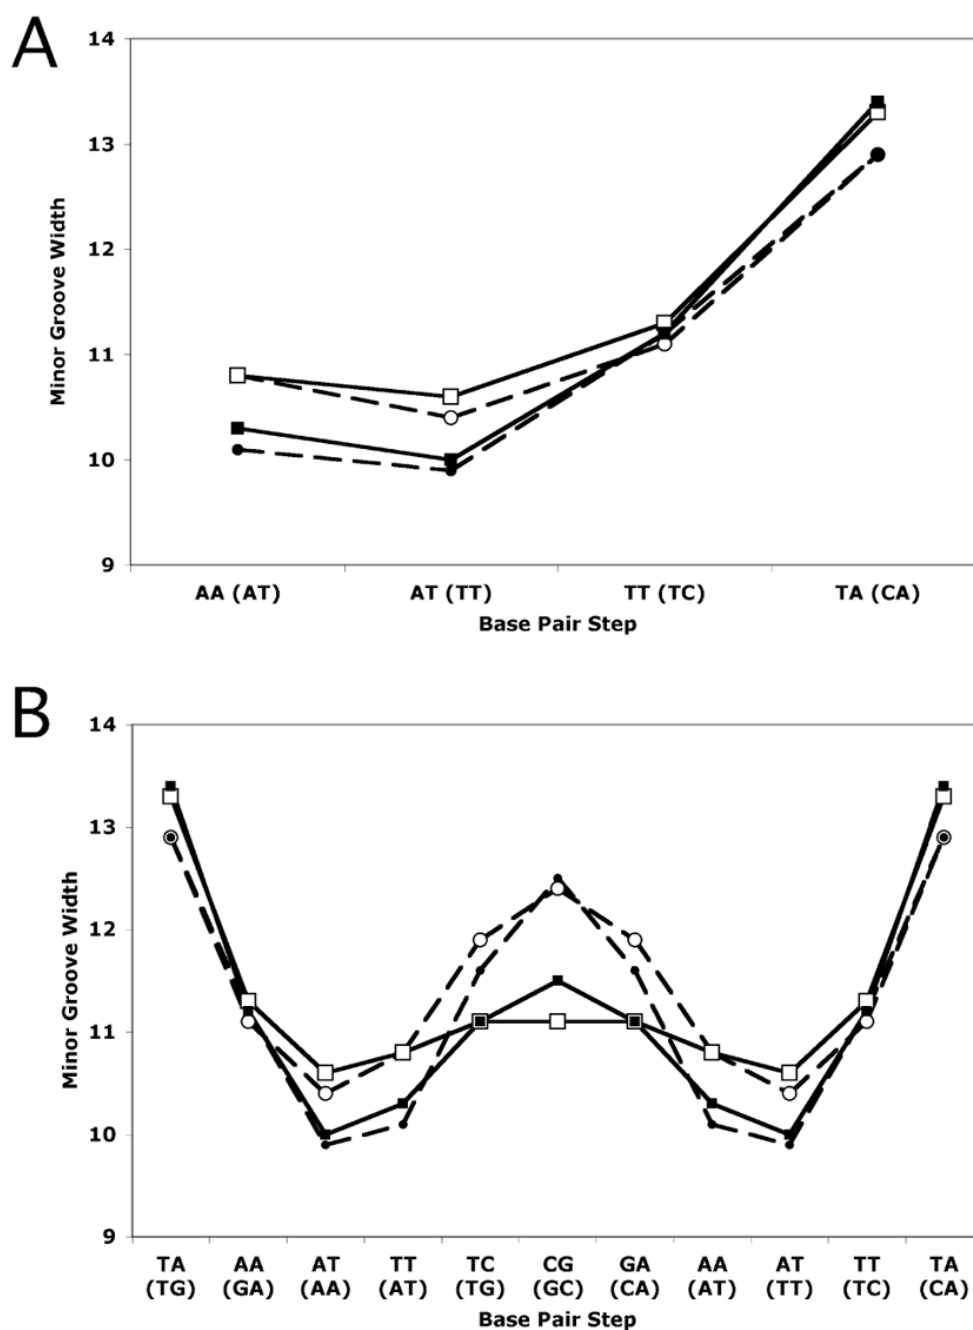 A
14
13
12
11
10
9
Minor Groove Width
AA (AT) AT (TT) TT (TC) TA (CA)
Base Pair Step
B
14
13
12
11
10
9
Minor Groove Width
TA AA AT TT TC CG GA AA AT TT TA
(TG) (GA) (AA) (AT) (TG) (GC) (CA) (AT) (TT) (TC) (CA)
Base Pair Step